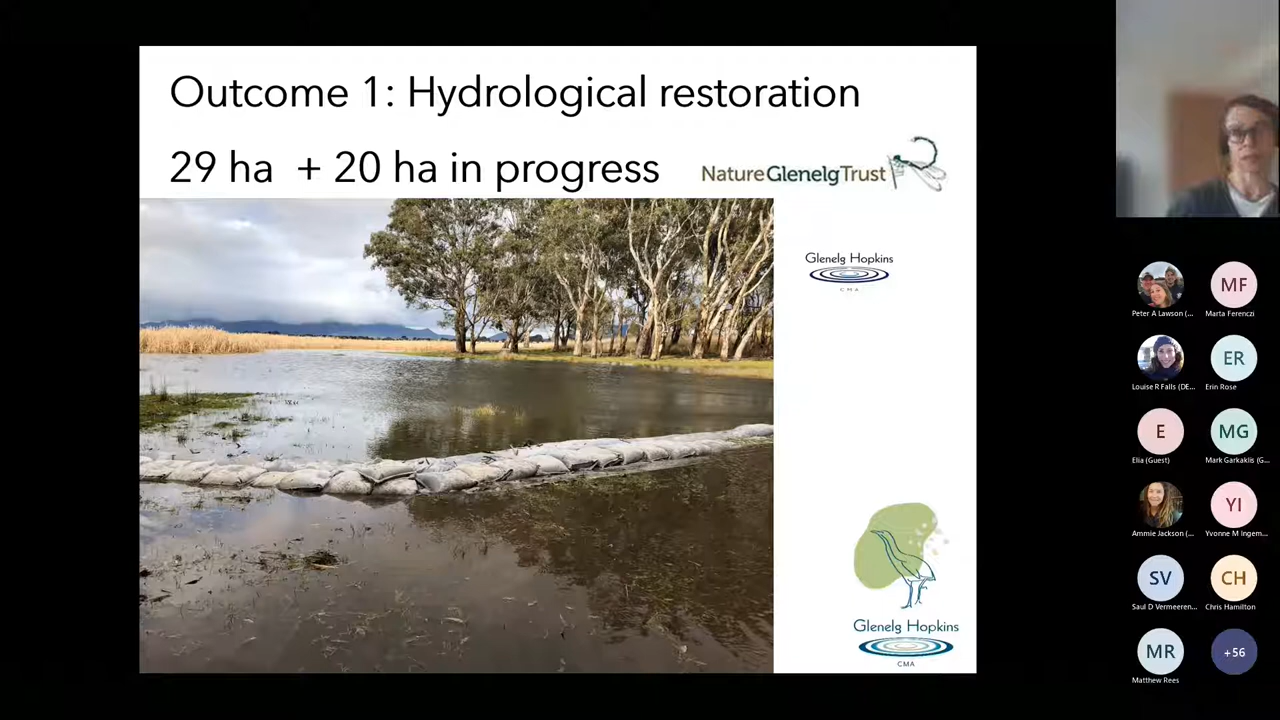 Outcome 1: Hydrological restoration
29 ha + 20 ha in progress
NatureGlenelgTrust
Glenelg Hopkins
CMA
Glenelg Hopkins
CMA
Peter A Lawson (...
MF
Marta Ferenczi
Louise R Falls (DE...
ER
Erin Rose
E
Elia (Guest)
MG
Mark Garkaklis (G...
Ammie Jackson (...
YI
Yvonne M Ingem...
SV
Saul D Vermeeren...
CH
Chris Hamilton
MR
Matthew Rees
+56